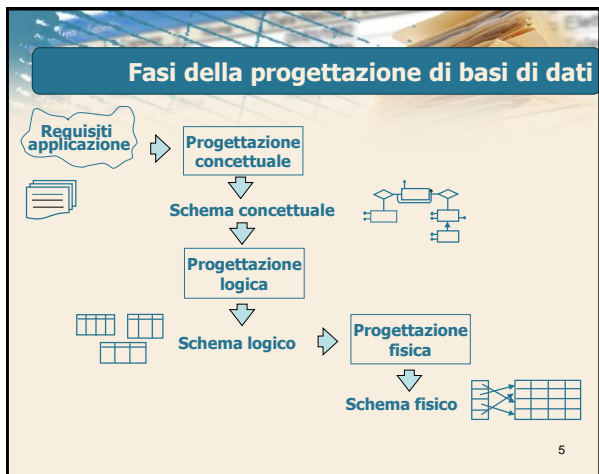 Fasi della progettazione di basi di dati
Requisiti
applicazione
Progettazione
concettuale
Schema concettuale
Progettazione
logica
Schema logico
Progettazione
fisica
Schema fisico
5